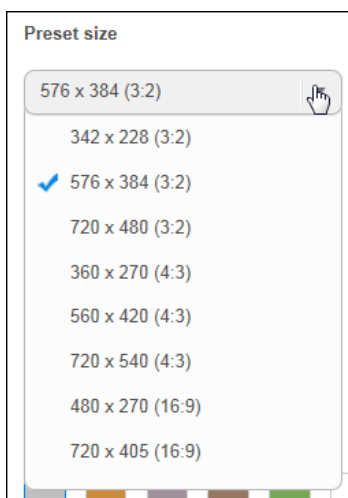 Preset size
576 x 384 (3:2)
342 x 228 (3:2)
576 x 384 (3:2)
720 x 480 (3:2)
360 x 270 (4:3)
560 x 420 (4:3)
720 x 540 (4:3)
480 x 270 (16:9)
720 x 405 (16:9)